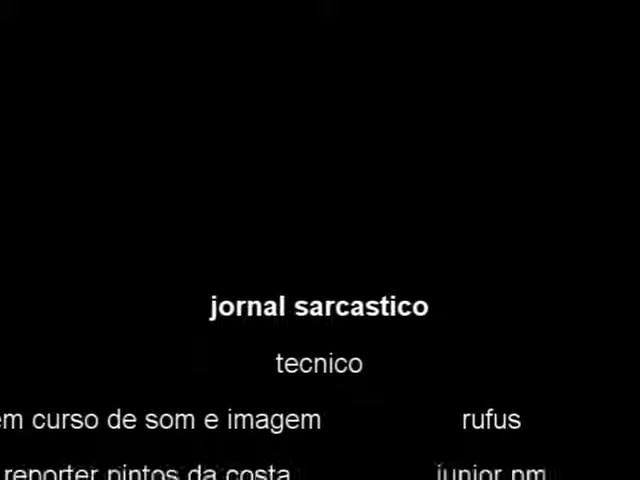 jornal sarcastico
tecnico
em curso de som e imagem rufus
reporter pintos da costa junior pm